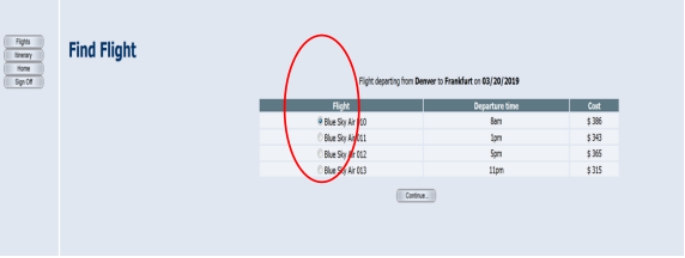 Flights
Itinerary
Home
Sign Off
Find Flight
Flight departing from Denver to Frankfurt on 03/20/2019
Flight Departure time Cost
Blue Sky Air 010 8am $ 386
Blue Sky Air 011 1pm $ 343
Blue Sky Air 012 5pm $ 365
Blue Sky Air 013 11pm $ 315
Continue...